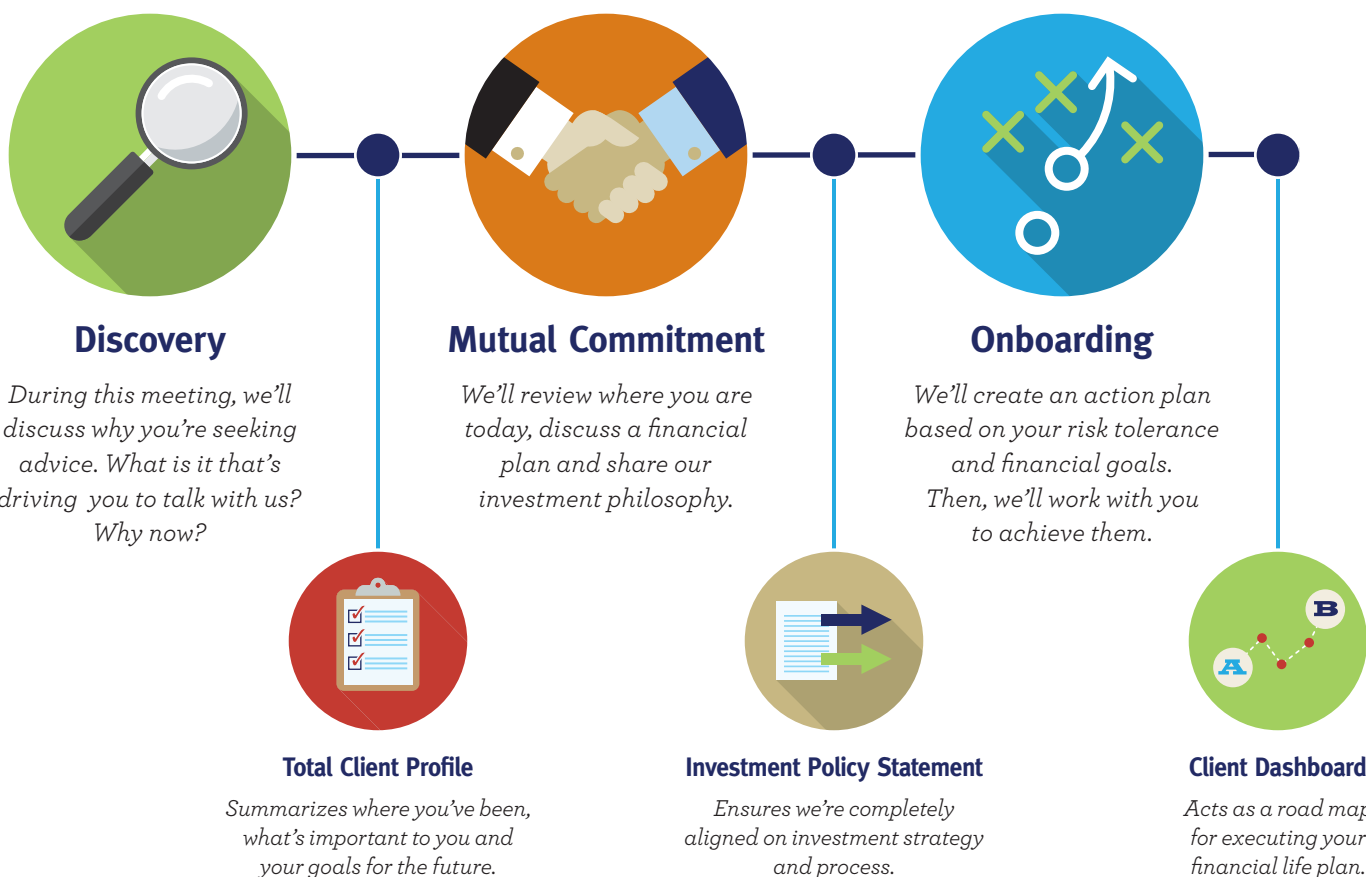 Discovery
During this meeting, we'll
discuss why you're seeking
advice. What is it that's
driving you to talk with us?
Why now?
Mutual Commitment
We'll review where you are
today, discuss a financial
plan and share our
investment philosophy.
Onboarding
We'll create an action plan
based on your risk tolerance
and financial goals.
Then, we'll work with you
to achieve them.
Total Client Profile
Summarizes where you've been,
what's important to you and
your goals for the future.
Investment Policy Statement
Ensures we're completely
aligned on investment strategy
and process.
A
B
Client Dashboard
Acts as a road map
for executing your
financial life plan.